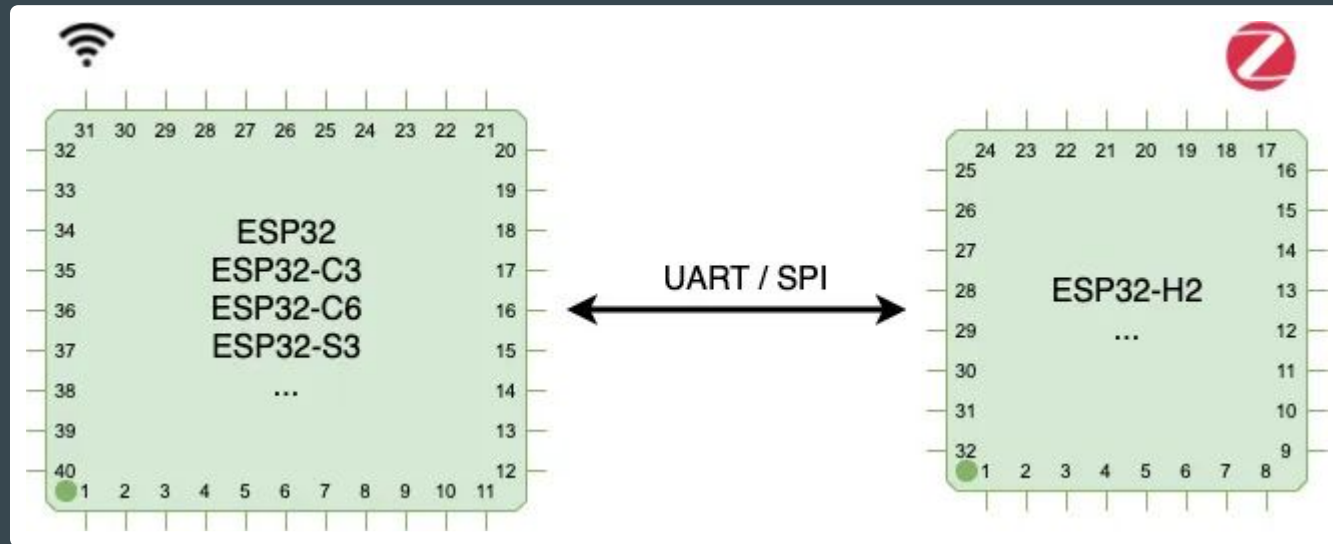 31 30 29 28 27 26 25 24 23 22 21
32 20
33 19
34 18
35 17
36 16
37 15
38 14
39 13
40 12
1 2 3 4 5 6 7 8 9 10 11
ESP32
ESP32-C3
ESP32-C6
ESP32-S3
...
UART / SPI
24 23 22 21 20 19 18 17
25 16
26 15
27 14
28 13
29 12
30 11
31 10
32 9
1 2 3 4 5 6 7 8
ESP32-H2
...